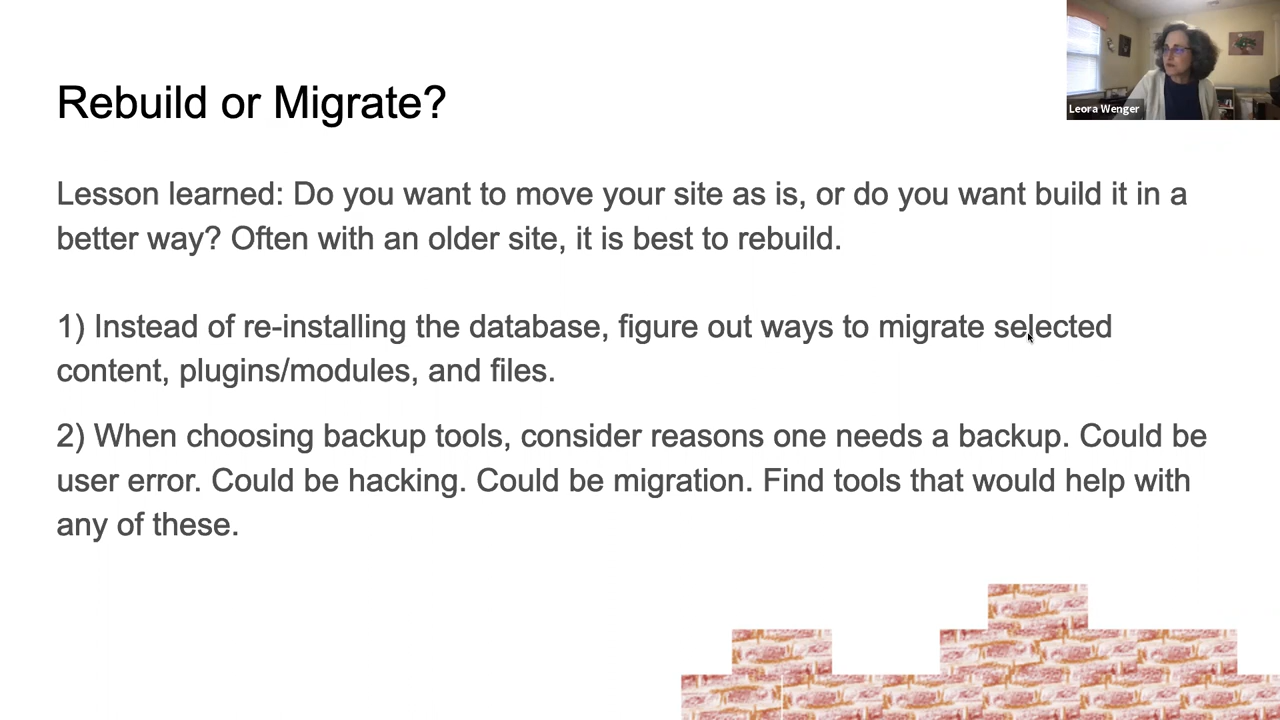 Rebuild or Migrate?
Leora Wenger
Lesson learned: Do you want to move your site as is, or do you want build it in a
better way? Often with an older site, it is best to rebuild.
1) Instead of re-installing the database, figure out ways to migrate selected
content, plugins/modules, and files.
2) When choosing backup tools, consider reasons one needs a backup. Could be
user error. Could be hacking. Could be migration. Find tools that would help with
any of these.